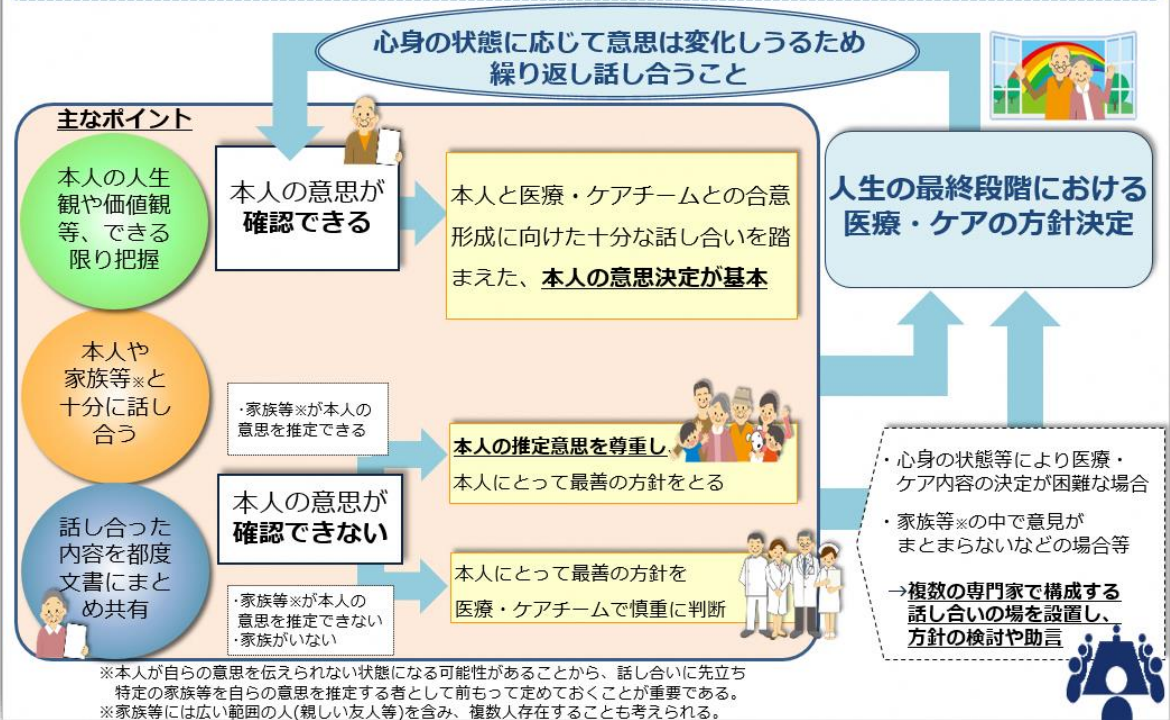 心身の状態に応じて意思は変化しうるため
繰り返し話し合うこと
主なポイント
本人の人生
観や価値観
等、できる
限り把握
本人や
家族等※と
十分に話し
合う
話し合った
内容を都度
文書にまと
め共有
本人の意思が
確認できる
本人と医療・ケアチームとの合意
形成に向けた十分な話し合いを踏
まえた、本人の意思決定が基本
人生の最終段階における
医療・ケアの方針決定
・家族等※が本人の
意思を推定できる
本人の意思が
確認できない
・家族等※が本人の
意思を推定できない
・家族がいない
本人の推定意思を尊重し、
本人にとって最善の方針をとる
本人にとって最善の方針を
医療・ケアチームで慎重に判断
・心身の状態等により医療・
ケア内容の決定が困難な場合
・家族等※の中で意見が
まとまらないなどの場合等
→複数の専門家で構成する
話し合いの場を設置し、
方針の検討や助言
※本人が自らの意思を伝えられない状態になる可能性があることから、話し合いに先立ち
特定の家族等を自らの意思を推定する者として前もって定めておくことが重要である。
※家族等には広い範囲の人(親しい友人等)を含み、複数人存在することも考えられる。